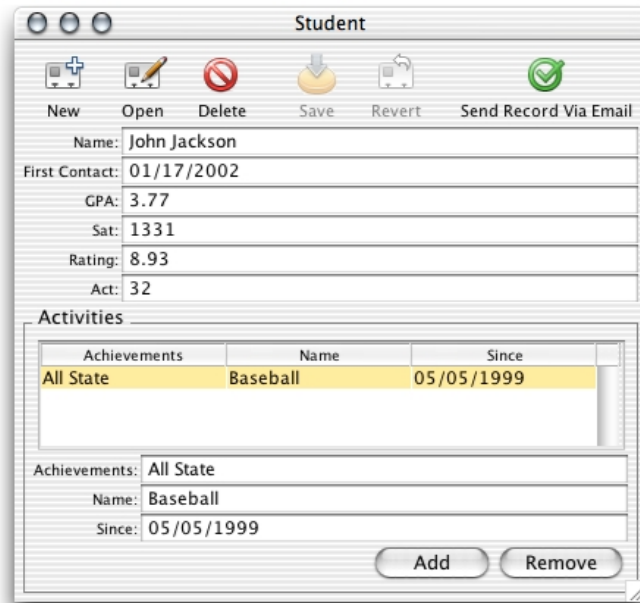 Student
New Open Delete Save Revert Send Record Via Email
Name: John Jackson
First Contact: 01/17/2002
GPA: 3.77
Sat: 1331
Rating: 8.93
Act: 32
Activities
Achievements Name Since
All State Baseball 05/05/1999
Achievements: All State
Name: Baseball
Since: 05/05/1999
Add Remove